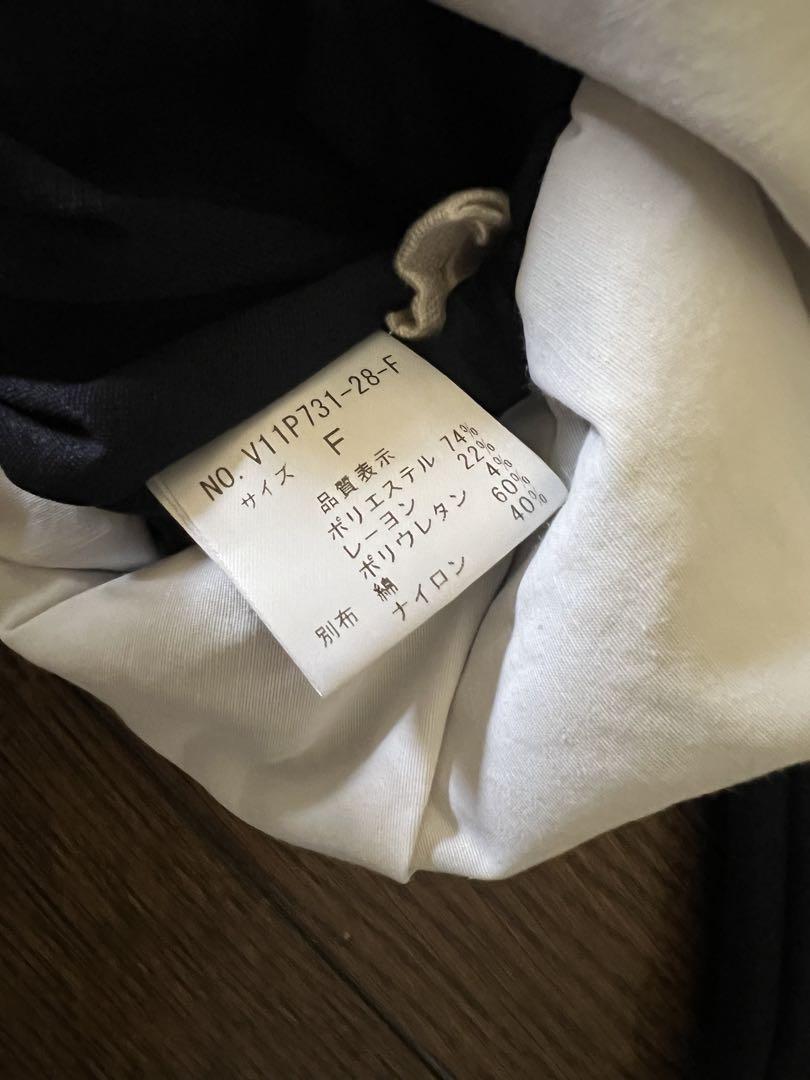 NO. V11P731-28-F
サイズ F
品質表示
ポリエステル 74%
レーヨン 22%
ポリウレタン 4%
別布 綿 60%
ナイロン 40%